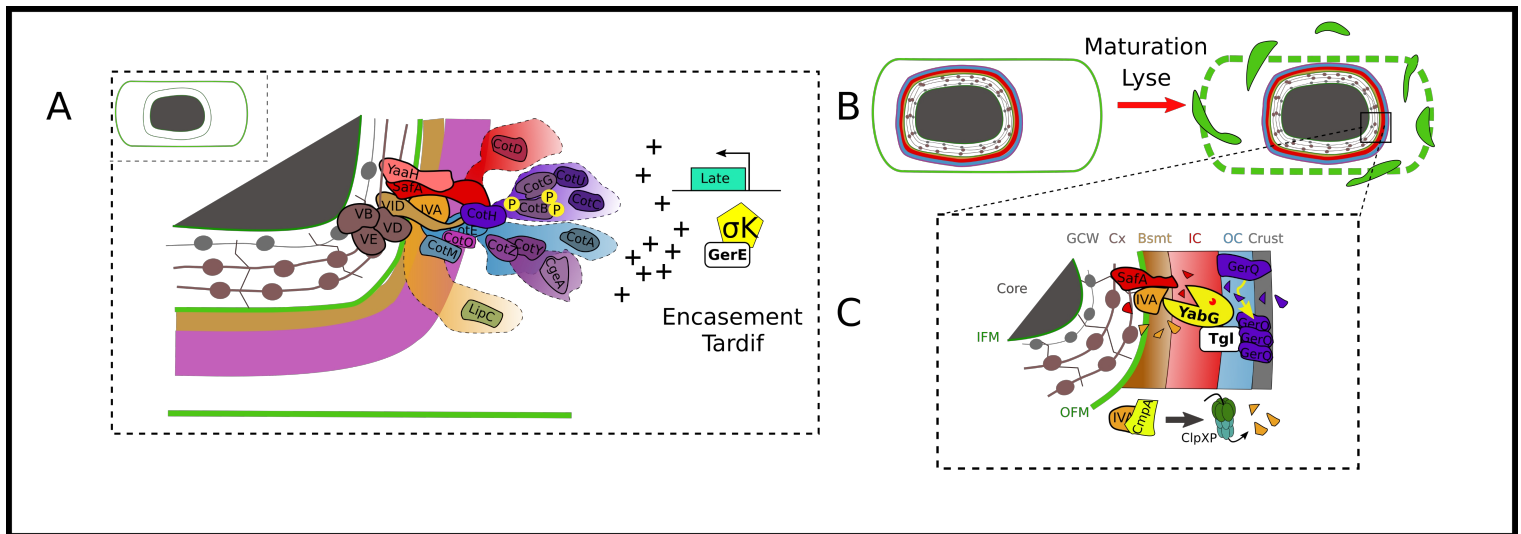 A
YaaH
SafA
VID
IVA
VB
VD
VE
CotE
CotO
CotM
CotH
CotD
CotG
CotU
CotB
CotC
P
P
P
CotZ
CotY
CotA
CgeA
LipC
Late
σK
GerE
Encasement
Tardif
B
Maturation
Lyse
C
GCW Cx Bsmt IC OC Crust
Core
IFM
OFM
SafA
IVA
YabG
Tgl
GerQ
GerQ
GerQ
GerQ
IVA
CmpA
ClpXP